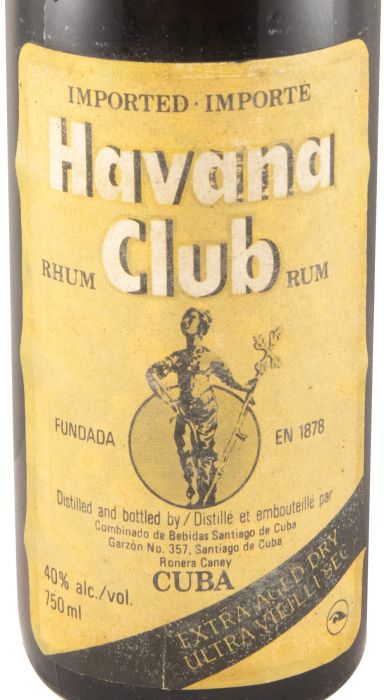 IMPORTED · IMPORTÉ
Havana
RHUM Club RUM
FUNDADA EN 1878
Distilled and bottled by / Distillé et embouteillé par
Combinado de Bebidas Santiago de Cuba
Garzón No. 357, Santiago de Cuba
Ronera Caney
40% alc./vol. CUBA
750 ml
EXTRA AGED DRY
ULTRA VIEILLI SEC